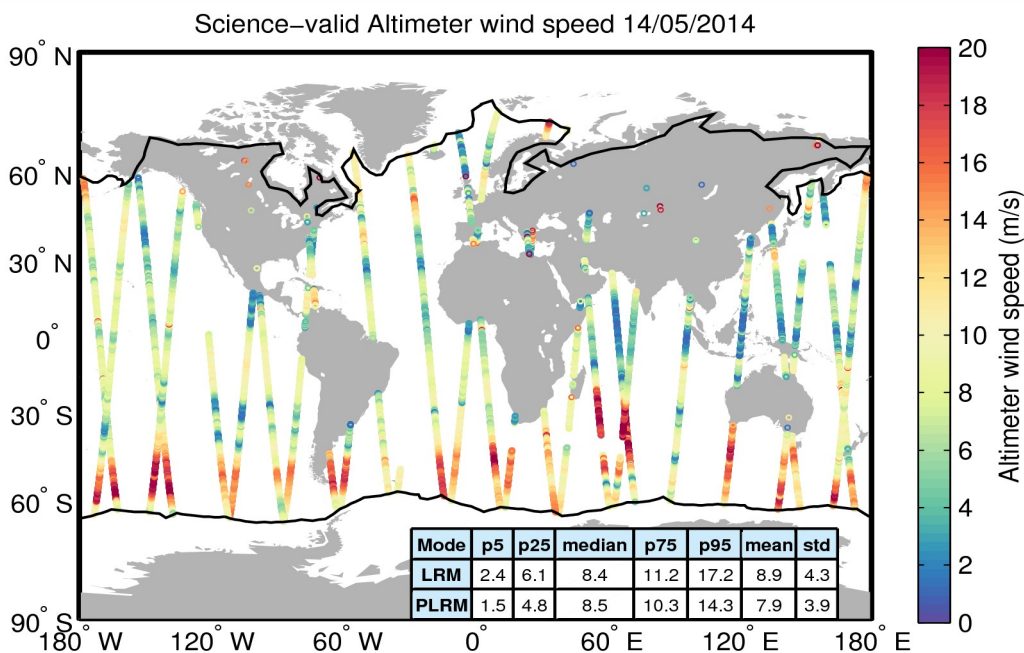 Science−valid Altimeter wind speed 14/05/2014
90° N
60° N
30° N
0°
30° S
60° S
90° S
180° W
120° W
60° W
0°
60° E
120° E
180° E
Mode p5 p25 median p75 p95 mean std
LRM 2.4 6.1 8.4 11.2 17.2 8.9 4.3
PLRM 1.5 4.8 8.5 10.3 14.3 7.9 3.9
20
18
16
14
12
10
8
6
4
2
0
Altimeter wind speed (m/s)